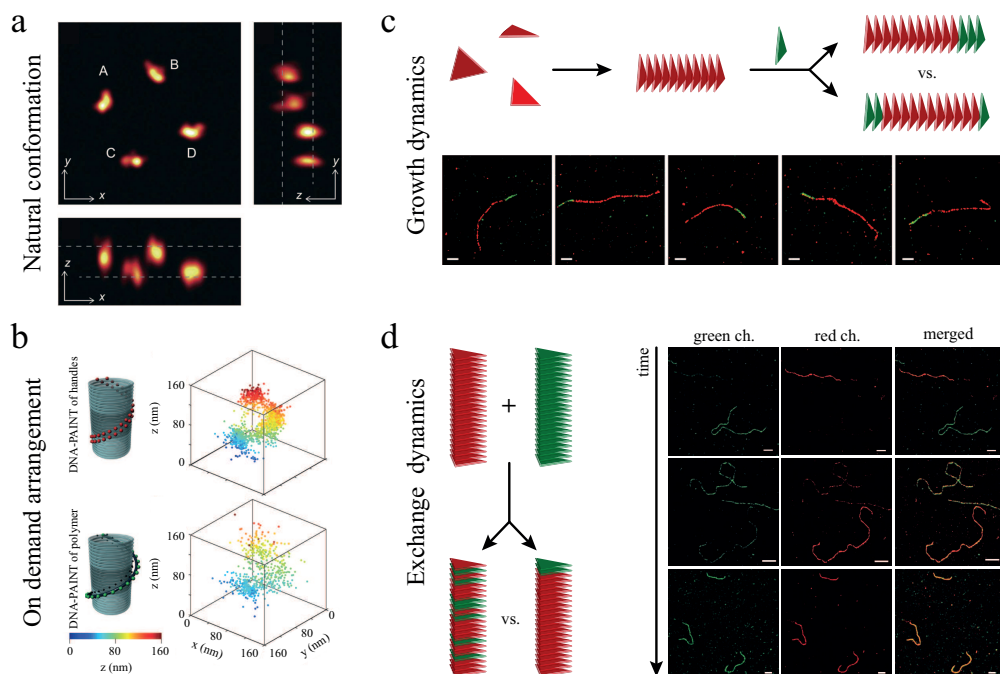 a
Natural conformation
A
B
C
D
y
x
y
z
z
x
b
On demand arrangement
DNA-PAINT of handles
160
z (nm)
80
40
0
DNA-PAINT of polymer
160
z (nm)
80
0
0
80
160
x (nm)
160
80
0
y (nm)
0
80
160
z (nm)
c
Growth dynamics
vs.
d
Exchange dynamics
+
vs.
green ch.
red ch.
merged
time